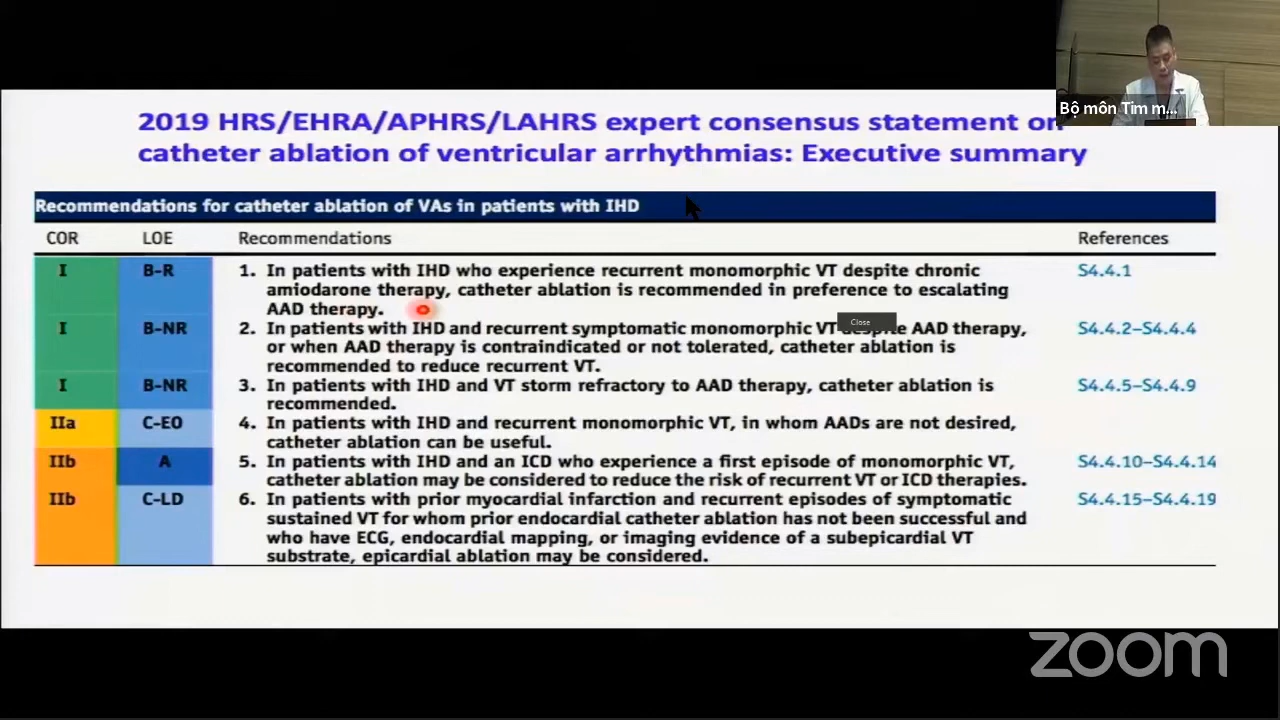 Bộ môn Tim m...
2019 HRS/EHRA/APHRS/LAHRS expert consensus statement on
catheter ablation of ventricular arrhythmias: Executive summary
Recommendations for catheter ablation of VAs in patients with IHD
COR LOE Recommendations References
I B-R 1. In patients with IHD who experience recurrent monomorphic VT despite chronic S4.4.1
amiodarone therapy, catheter ablation is recommended in preference to escalating
AAD therapy.
Close
I B-NR 2. In patients with IHD and recurrent symptomatic monomorphic VT despite AAD therapy, S4.4.2–S4.4.4
or when AAD therapy is contraindicated or not tolerated, catheter ablation is
recommended to reduce recurrent VT.
I B-NR 3. In patients with IHD and VT storm refractory to AAD therapy, catheter ablation is S4.4.5–S4.4.9
recommended.
IIa C-EO 4. In patients with IHD and recurrent monomorphic VT, in whom AADs are not desired,
catheter ablation can be useful.
IIb A 5. In patients with IHD and an ICD who experience a first episode of monomorphic VT, S4.4.10–S4.4.14
catheter ablation may be considered to reduce the risk of recurrent VT or ICD therapies.
IIb C-LD 6. In patients with prior myocardial infarction and recurrent episodes of symptomatic S4.4.15–S4.4.19
sustained VT for whom prior endocardial catheter ablation has not been successful and
who have ECG, endocardial mapping, or imaging evidence of a subepicardial VT
substrate, epicardial ablation may be considered.
zoom